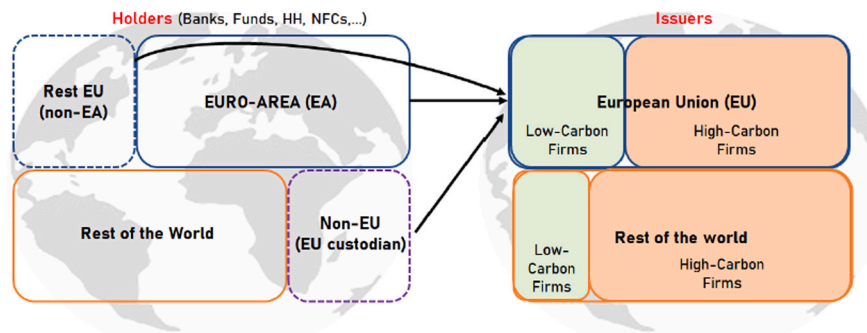 Holders (Banks, Funds, HH, NFCs,...)
Issuers
Rest EU
(non-EA)
EURO-AREA (EA)
European Union (EU)
Low-Carbon
Firms
High-Carbon
Firms
Rest of the World
Non-EU
(EU custodian)
Rest of the world
Low-
Carbon
Firms
High-Carbon
Firms